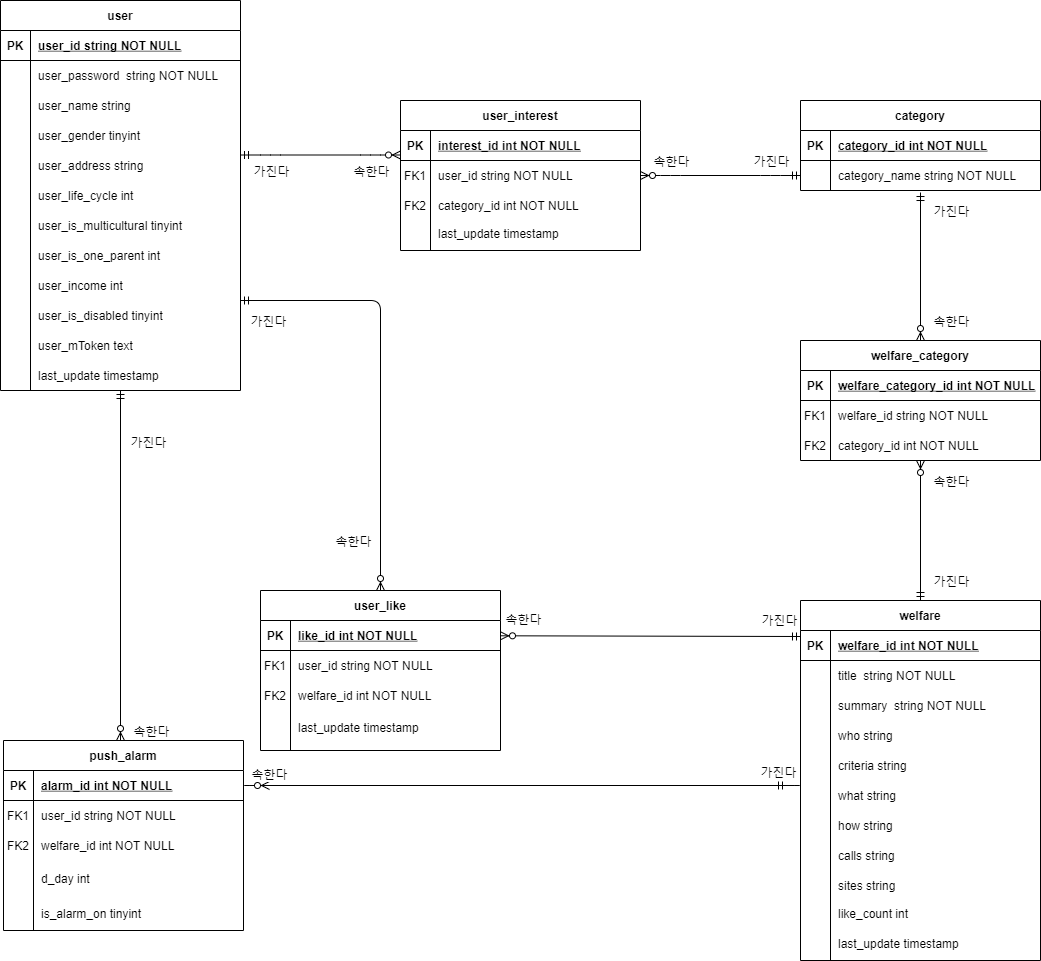 user
PK user_id string NOT NULL
user_password  string NOT NULL
user_name string
user_gender tinyint
user_address string
user_life_cycle int
user_is_multicultural tinyint
user_is_one_parent int
user_income int
user_is_disabled tinyint
user_mToken text
last_update timestamp
가진다
속한다
user_interest
PK interest_id int NOT NULL
FK1 user_id string NOT NULL
FK2 category_id int NOT NULL
last_update timestamp
속한다
가진다
category
PK category_id int NOT NULL
category_name string NOT NULL
가진다
속한다
welfare_category
PK welfare_category_id int NOT NULL
FK1 welfare_id string NOT NULL
FK2 category_id int NOT NULL
속한다
가진다
가진다
속한다
user_like
PK like_id int NOT NULL
FK1 user_id string NOT NULL
FK2 welfare_id int NOT NULL
last_update timestamp
속한다
가진다
welfare
PK welfare_id int NOT NULL
title  string NOT NULL
summary  string NOT NULL
who string
criteria string
what string
how string
calls string
sites string
like_count int
last_update timestamp
가진다
속한다
push_alarm
PK alarm_id int NOT NULL
FK1 user_id string NOT NULL
FK2 welfare_id int NOT NULL
d_day int
is_alarm_on tinyint
속한다
가진다